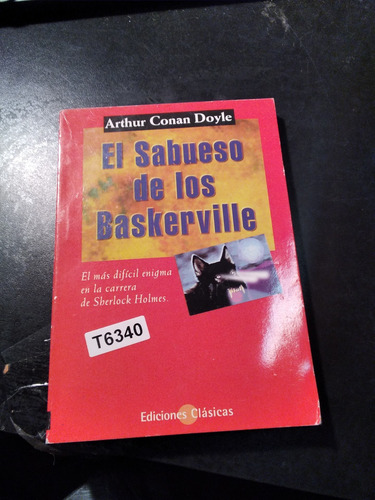 Arthur Conan Doyle
El Sabueso
de los
Baskerville
El más difícil enigma
en la carrera
de Sherlock Holmes.
T6340
Ediciones Clásicas